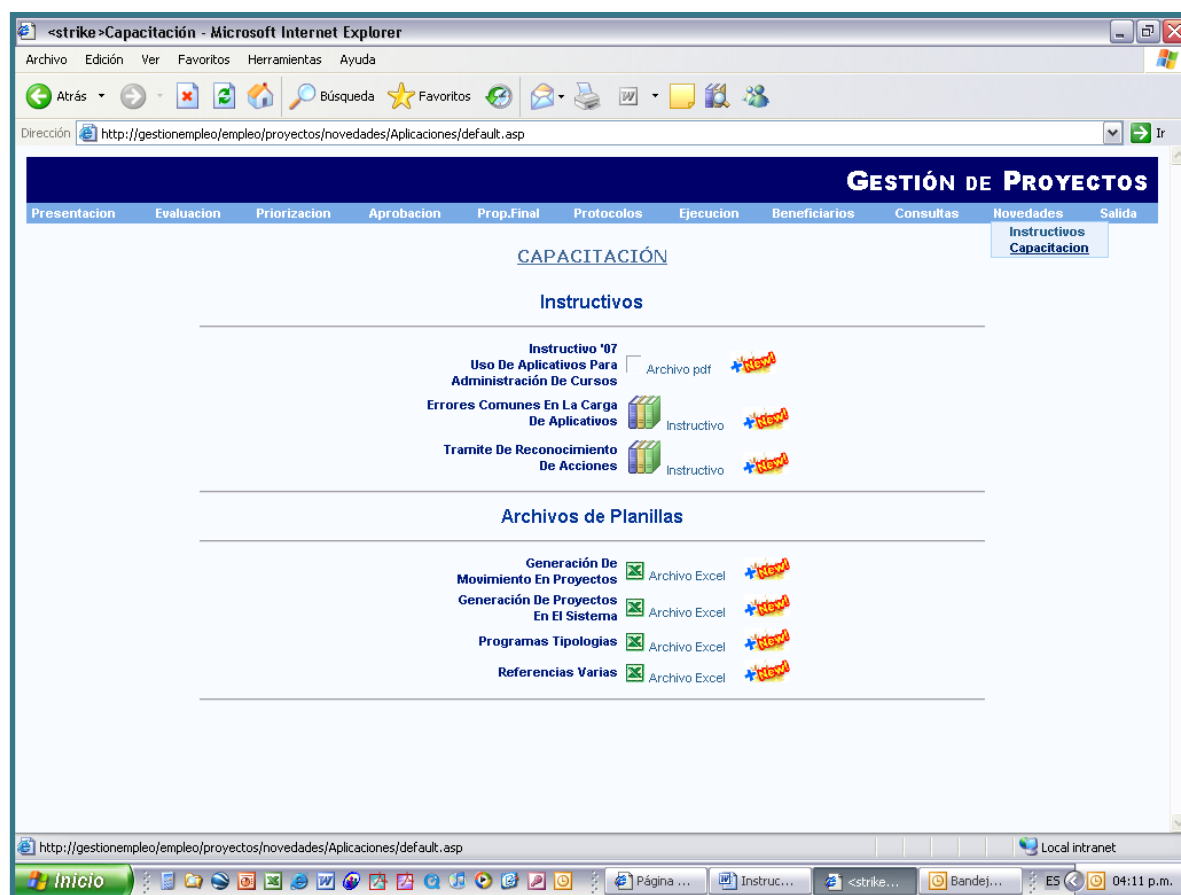 <strike>Capacitación - Microsoft Internet Explorer
Archivo Edición Ver Favoritos Herramientas Ayuda
Atrás Búsqueda Favoritos
Dirección http://gestionempleo/empleo/proyectos/novedades/Aplicaciones/default.asp Ir
GESTIÓN DE PROYECTOS
Presentacion Evaluacion Priorizacion Aprobacion Prop.Final Protocolos Ejecucion Beneficiarios Consultas Novedades Salida
Instructivos
Capacitacion
CAPACITACIÓN
Instructivos
Instructivo '07
Uso De Aplicativos Para
Administración De Cursos
Archivo pdf
+New!
Errores Comunes En La Carga
De Aplicativos
Instructivo
+New!
Tramite De Reconocimiento
De Acciones
Instructivo
+New!
Archivos de Planillas
Generación De
Movimiento En Proyectos
Archivo Excel
+New!
Generación De Proyectos
En El Sistema
Archivo Excel
+New!
Programas Tipologias Archivo Excel +New!
Referencias Varias Archivo Excel +New!
http://gestionempleo/empleo/proyectos/novedades/Aplicaciones/default.asp Local intranet
Inicio Página ... Instruc... <strike... Bandej... ES 04:11 p.m.